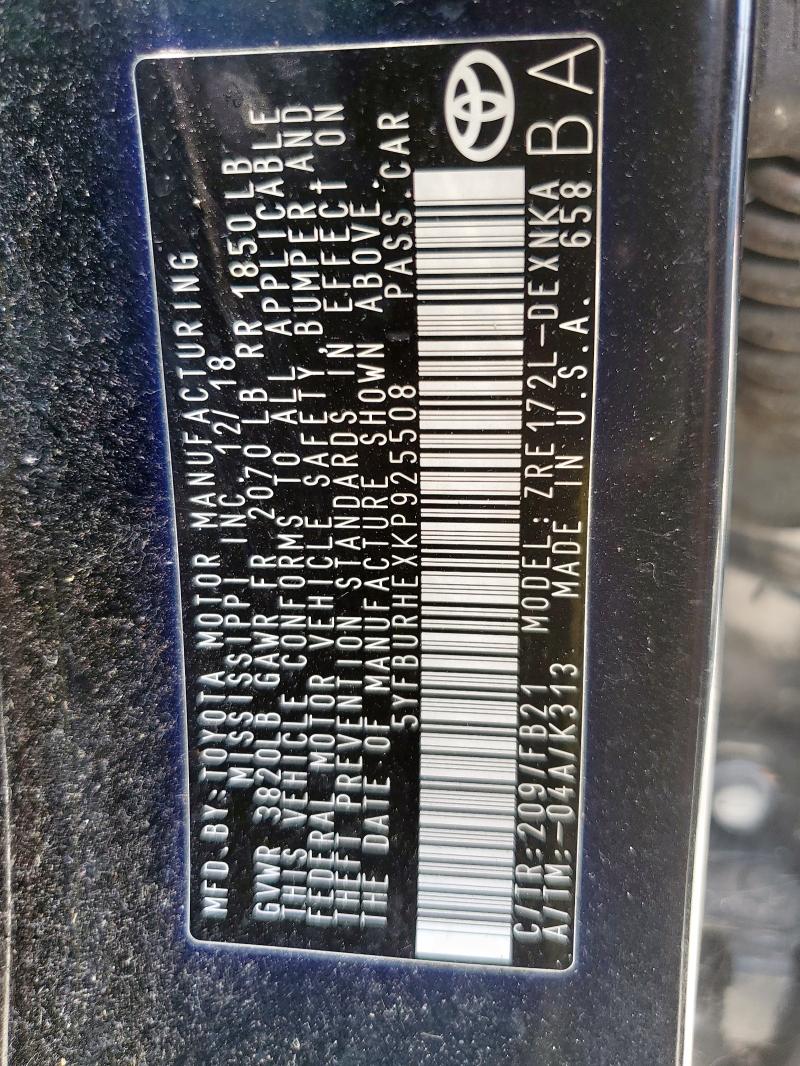 MFD.BY:TOYOTA MOTOR MANUFACTURING
MISSISSIPPI INC. 12/18
GVWR 3820LB GAWR FR 2070 LB RR 1850LB
THIS VEHICLE CONFORMS TO ALL APPLICABLE
FEDERAL MOTOR VEHICLE SAFETY, BUMPER AND
THEFT PREVENTION STANDARDS IN EFFECT ON
THE DATE OF MANUFACTURE SHOWN ABOVE.
5YFBURHEXKP925508 PASS.CAR
C/TR:209/FB21 MODEL: ZRE172L-DEXNKA
A/TM:-04A/K313 MADE IN U.S.A. 658
BA